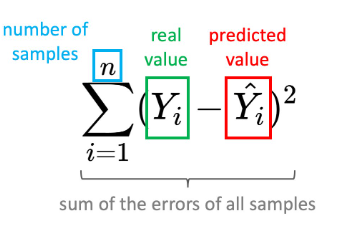 number of
samples
real
value
predicted
value
n
∑(Yᵢ − Ŷᵢ)²
i=1
sum of the errors of all samples